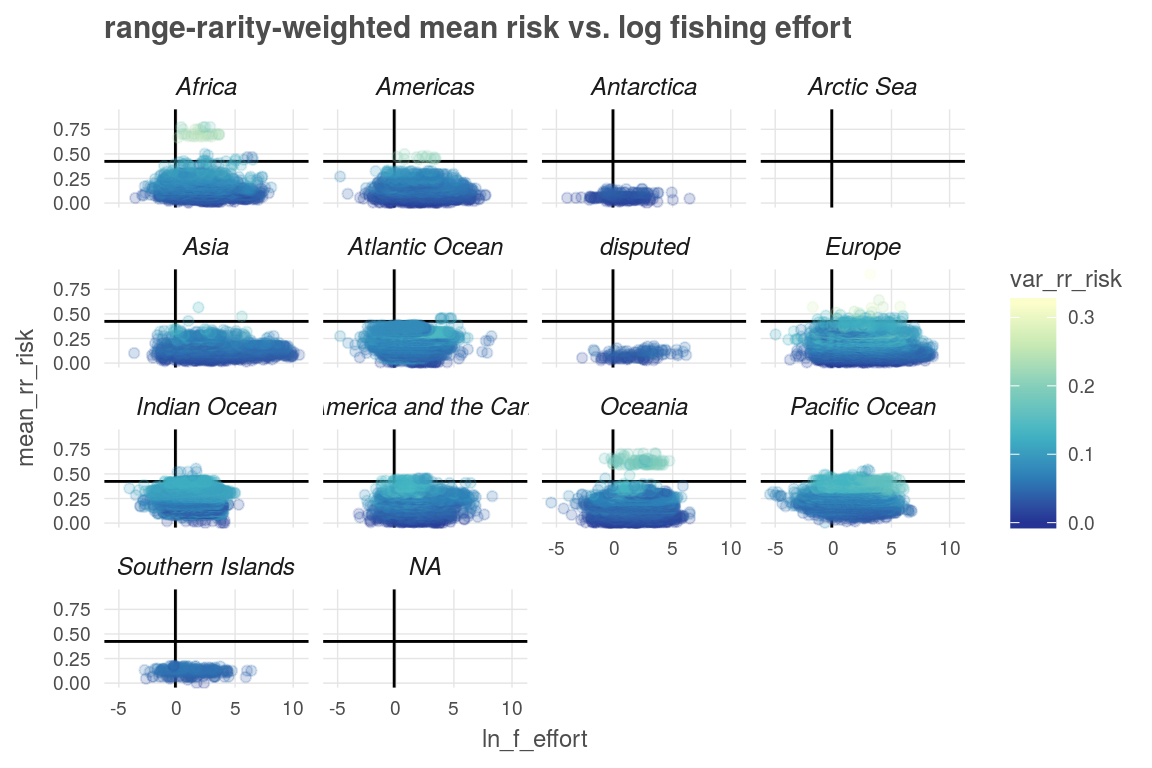 range-rarity-weighted mean risk vs. log fishing effort
Africa
Americas
Antarctica
Arctic Sea
0.75
0.50
0.25
0.00
Asia
Atlantic Ocean
disputed
Europe
0.75
0.50
0.25
0.00
Indian Ocean
America and the Car
Oceania
Pacific Ocean
0.75
0.50
0.25
0.00
-5 0 5 10
-5 0 5 10
Southern Islands
NA
0.75
0.50
0.25
0.00
-5 0 5 10
-5 0 5 10
mean_rr_risk
ln_f_effort
var_rr_risk
0.3
0.2
0.1
0.0